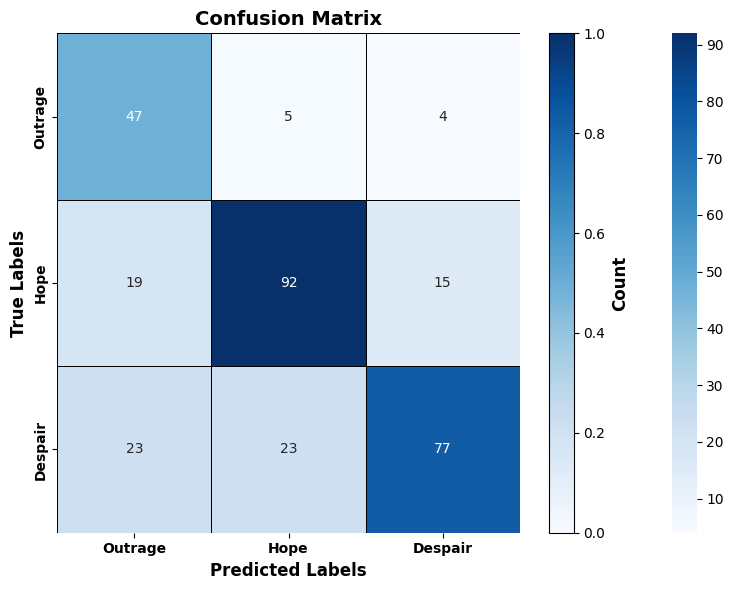 Confusion Matrix
True Labels
Outrage
Hope
Despair
47 5 4
19 92 15
23 23 77
Outrage Hope Despair
Predicted Labels
1.0
0.8
0.6
0.4
0.2
0.0
Count
90
80
70
60
50
40
30
20
10